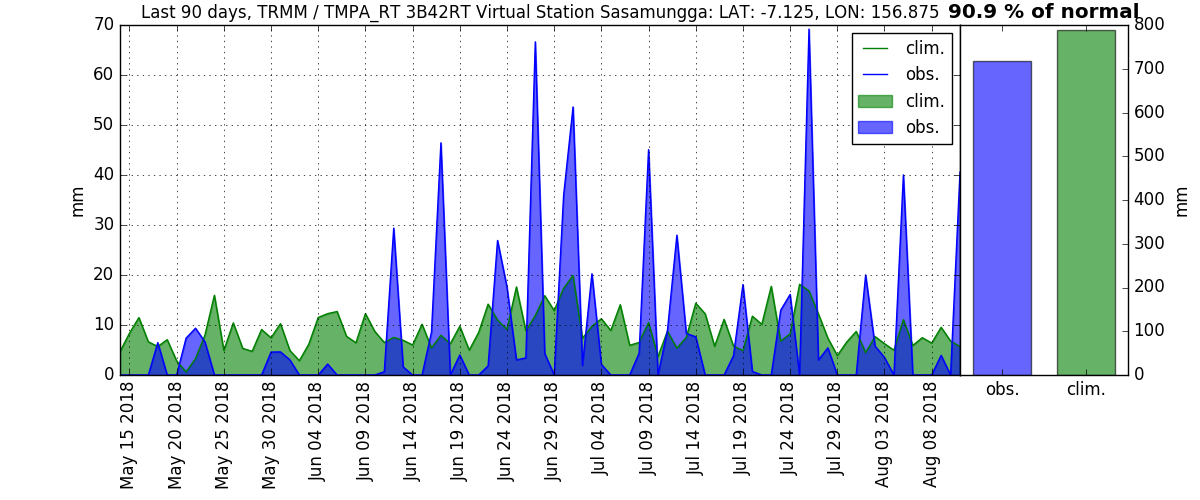 Last 90 days, TRMM / TMPA_RT 3B42RT Virtual Station Sasamungga: LAT: -7.125, LON: 156.875 90.9 % of normal
70
60
50
40
30
20
10
0
mm
clim.
obs.
clim.
obs.
May 15 2018
May 20 2018
May 25 2018
May 30 2018
Jun 04 2018
Jun 09 2018
Jun 14 2018
Jun 19 2018
Jun 24 2018
Jun 29 2018
Jul 04 2018
Jul 09 2018
Jul 14 2018
Jul 19 2018
Jul 24 2018
Jul 29 2018
Aug 03 2018
Aug 08 2018
800
700
600
500
400
300
200
100
0
mm
obs.
clim.